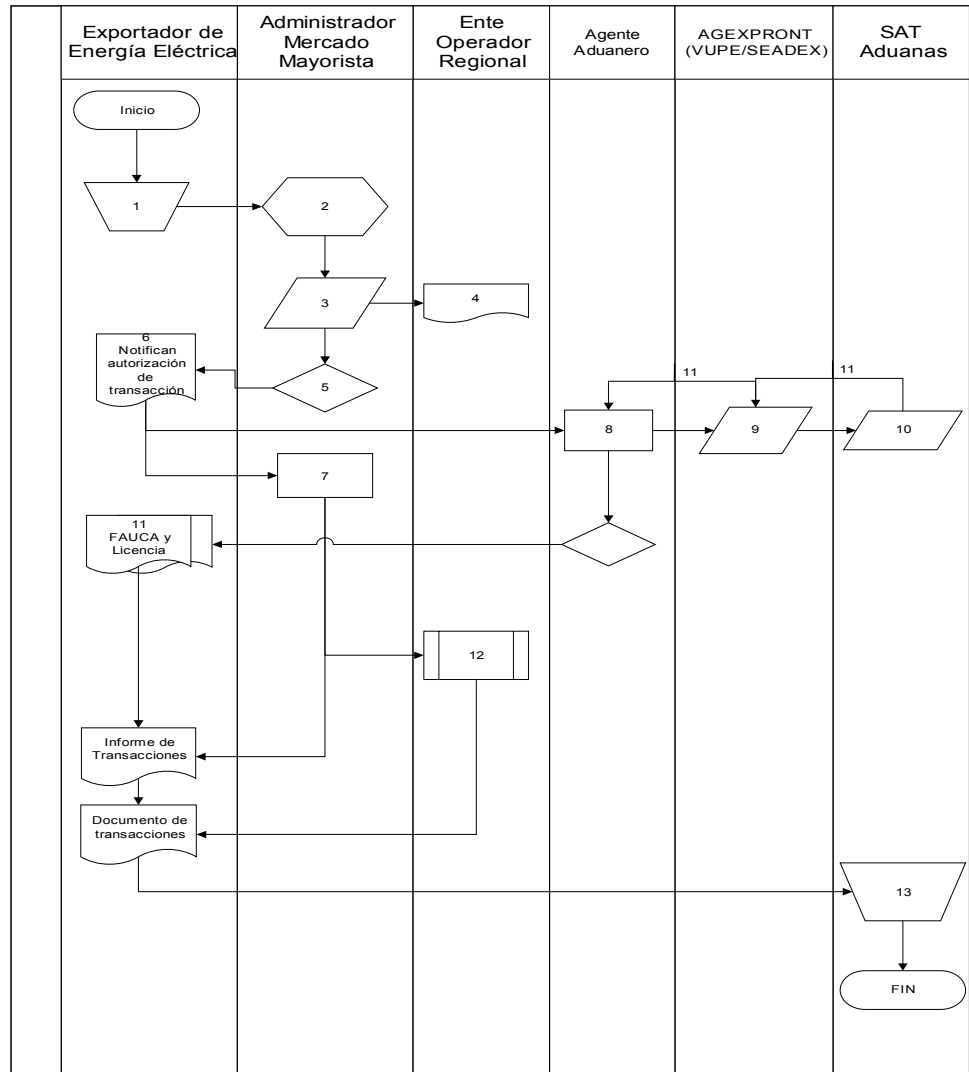 Exportador de
Energía Eléctrica
Administrador
Mercado
Mayorista
Ente
Operador
Regional
Agente
Aduanero
AGEXPRONT
(VUPE/SEADEX)
SAT
Aduanas
Inicio
1
2
3
4
6
Notifican
autorización
de
transacción
5
11
11
8
9
10
7
11
FAUCA y
Licencia
12
Informe de
Transacciones
Documento de
transacciones
13
FIN